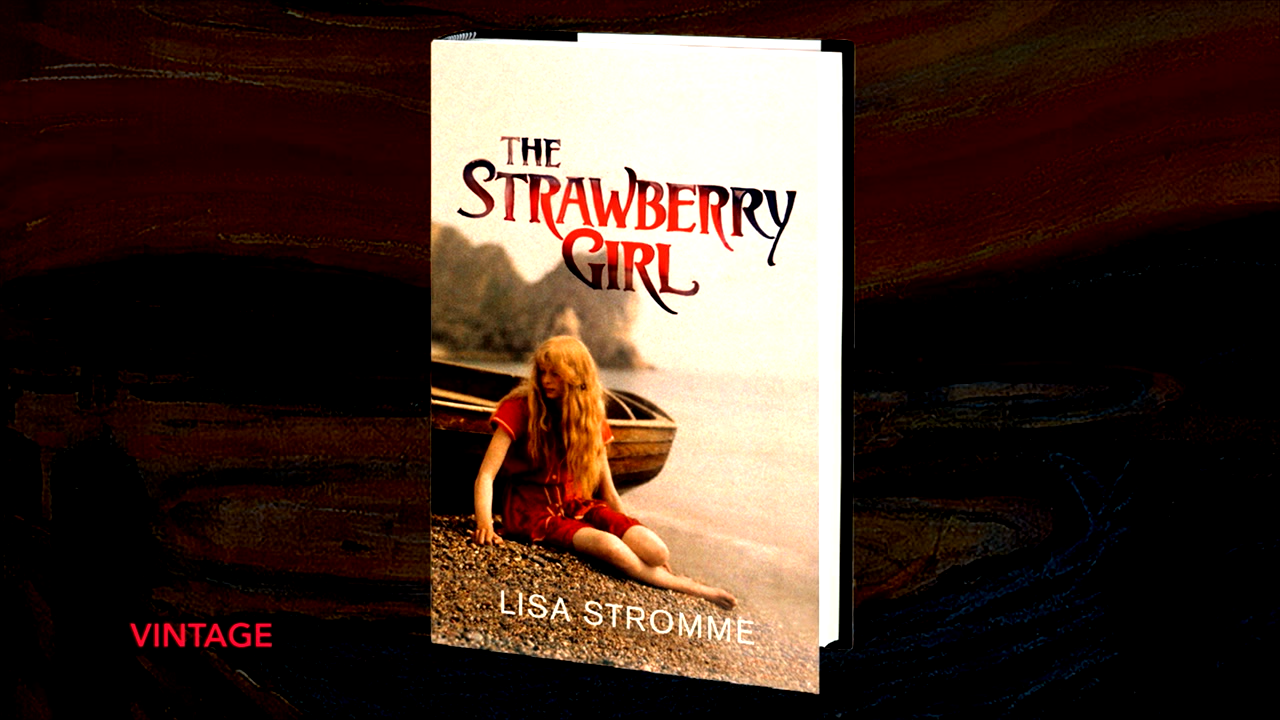 THE
STRAWBERRY
GIRL
LISA STROMME
VINTAGE